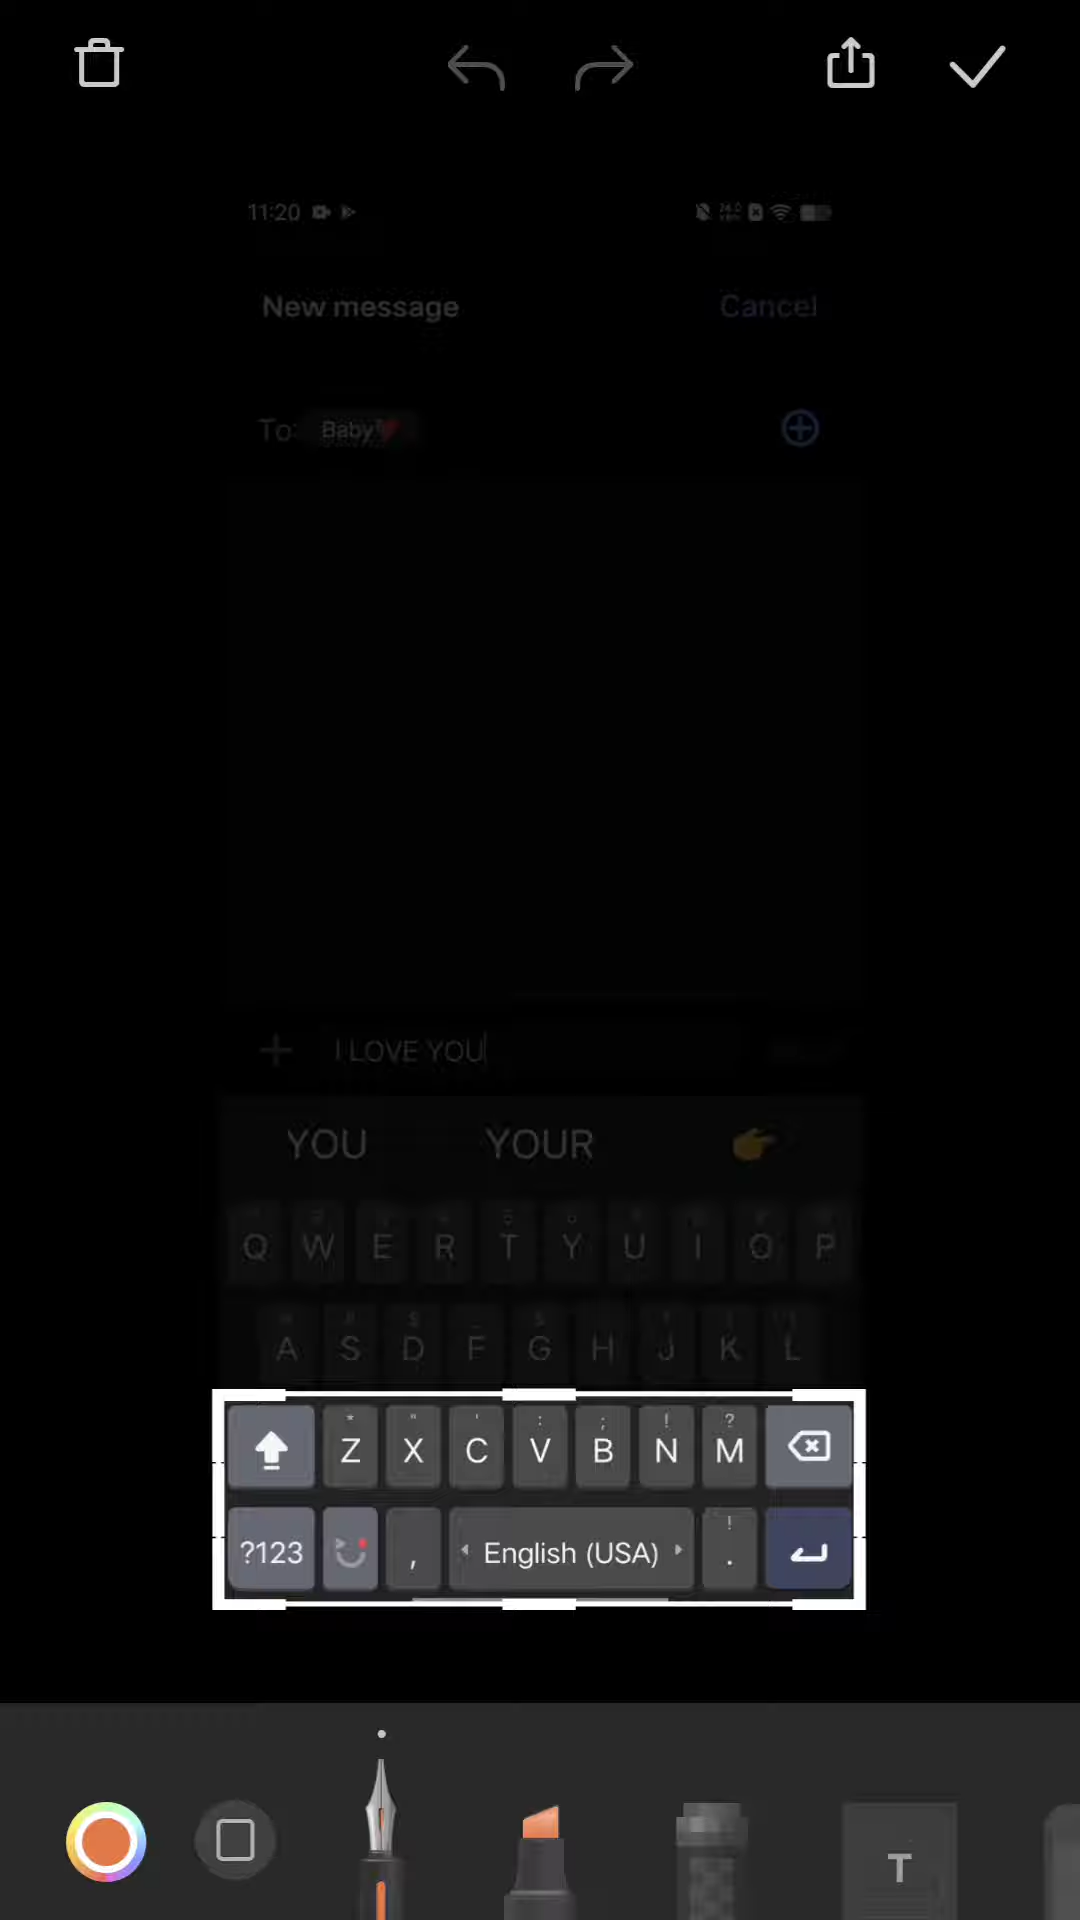 11:20
New message Cancel
To: Baby
I LOVE YOU
YOU YOUR
Q W E R T Y U I O P
A S D F G H J K L
* " ' : ; ! ?
Z X C V B N M
!
?123 , English (USA) .
T